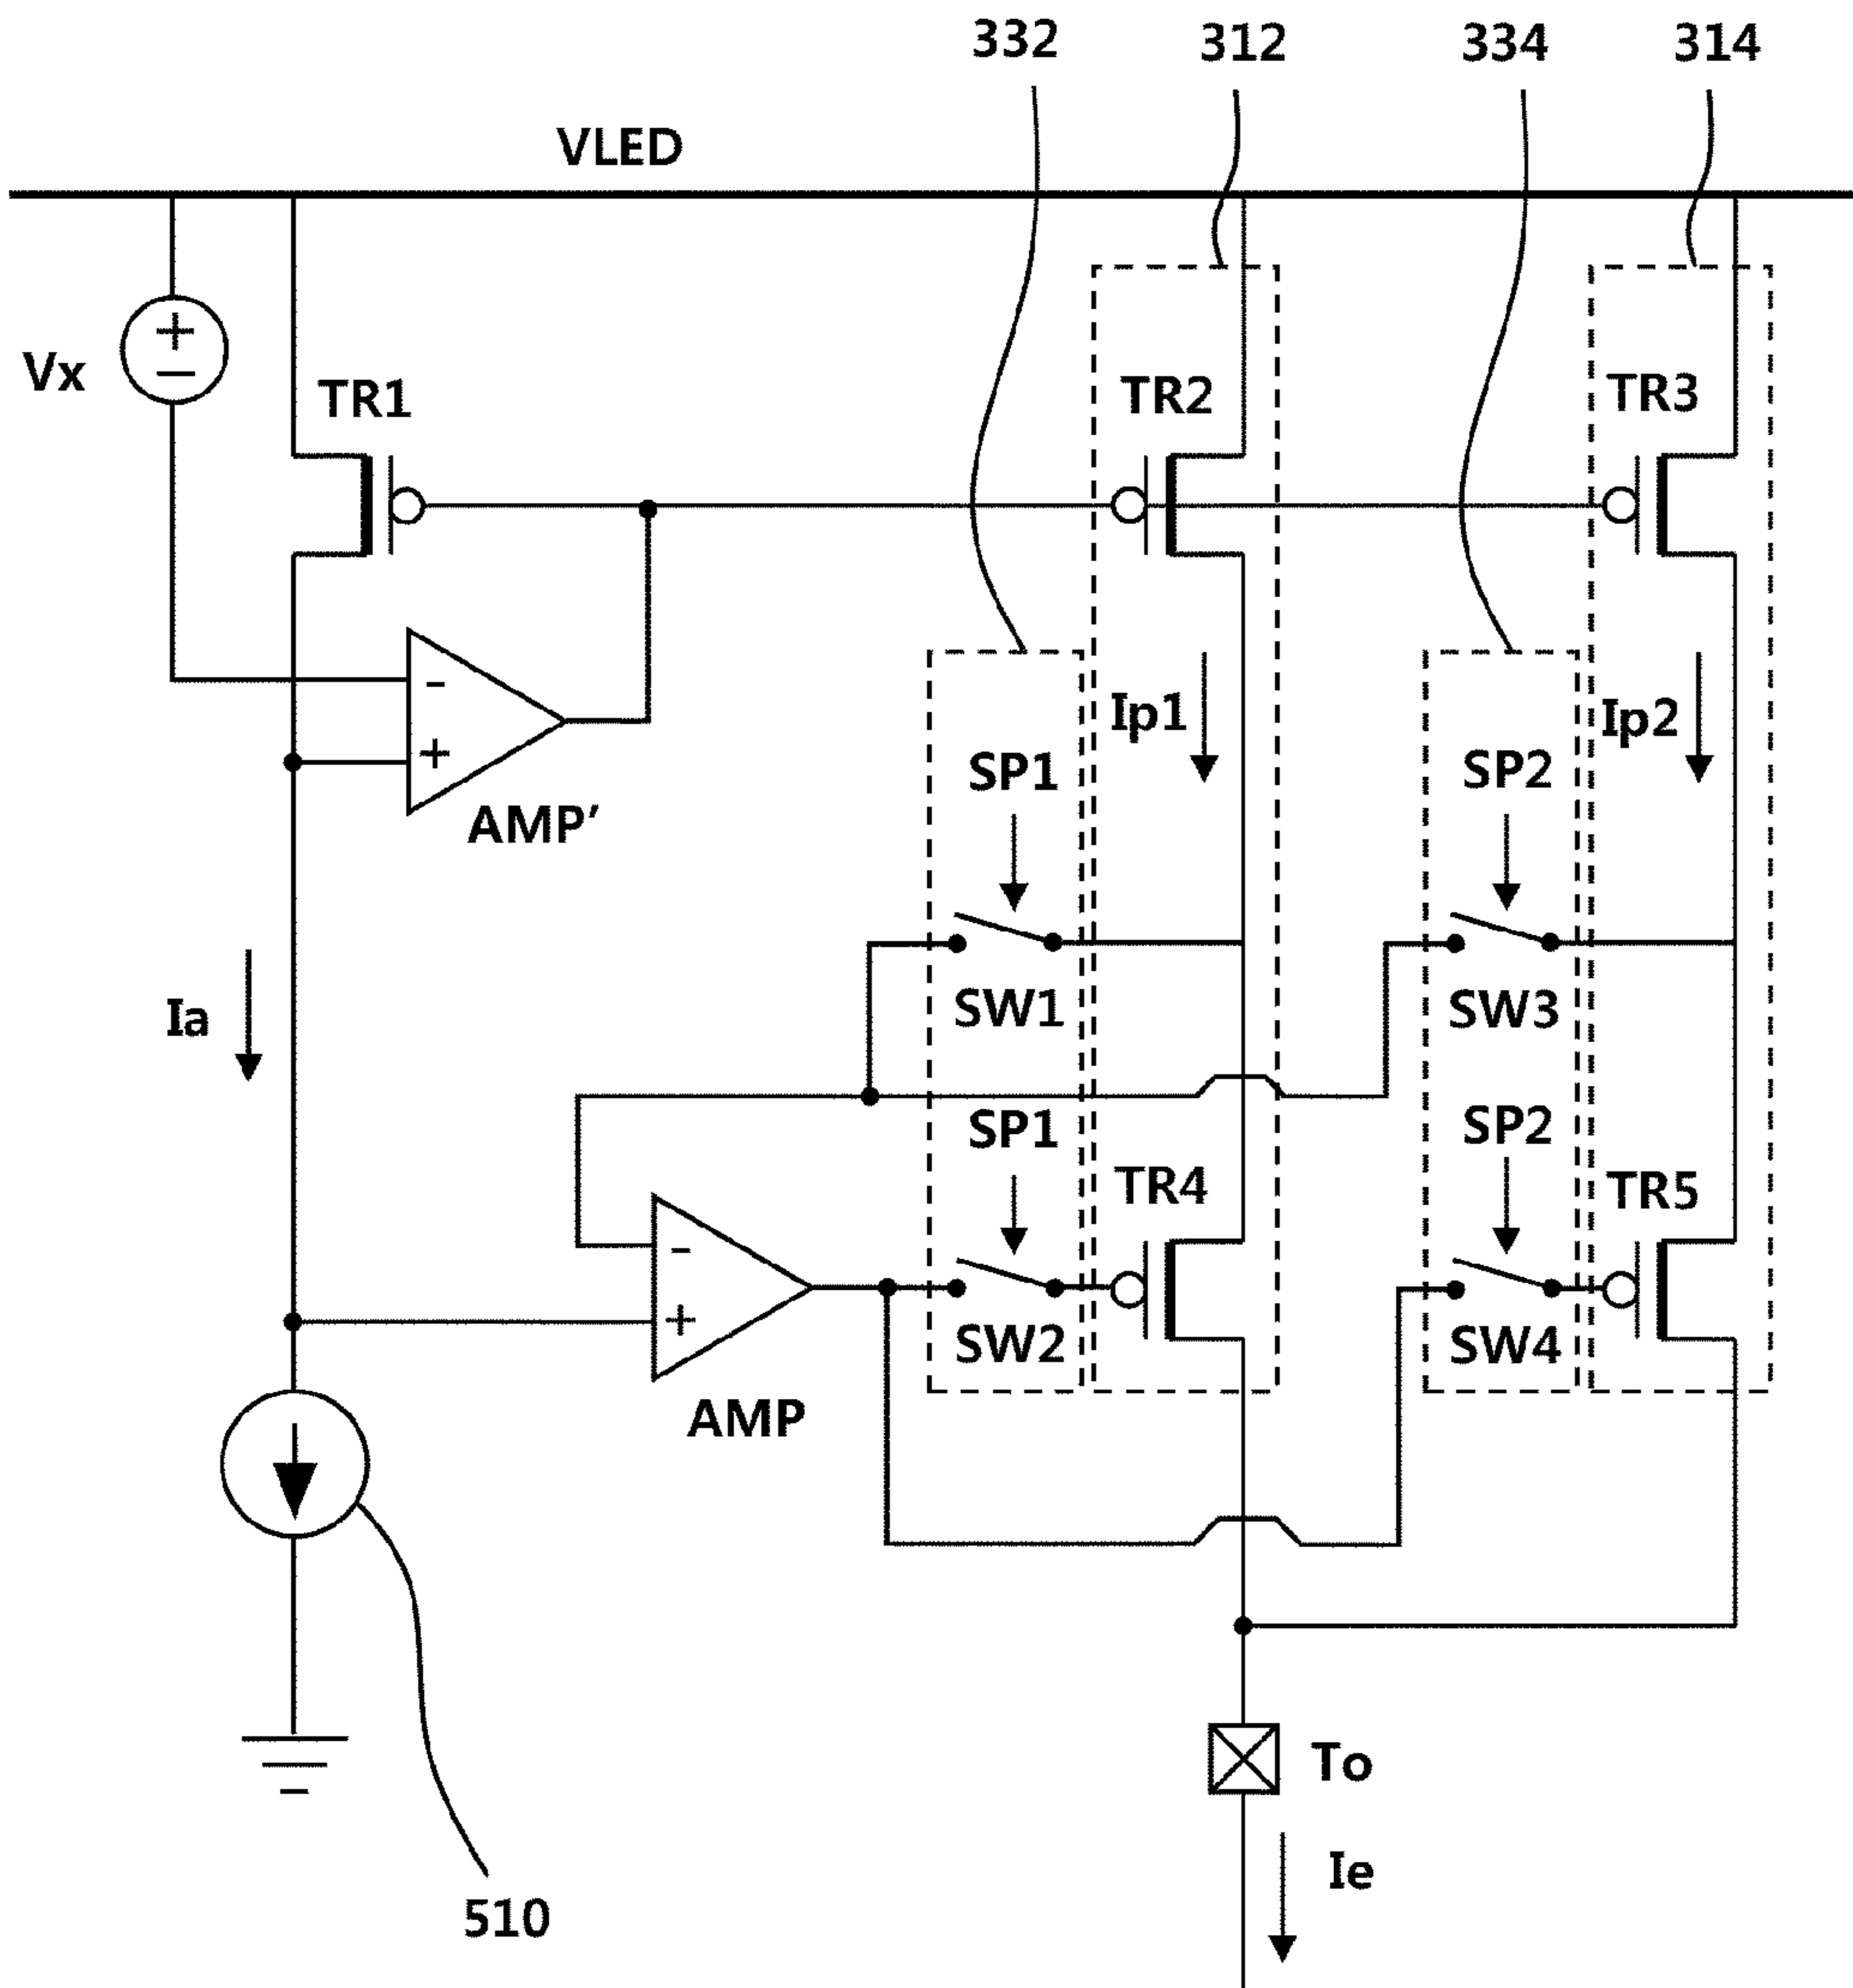 332 312 334 314
VLED
Vx
+
−
TR1 TR2 TR3
-
+
AMP’
Ip1 Ip2
SP1 SP2
SW1 SW3
Ia
SP1 SP2
TR4 TR5
-
+
SW2 SW4
AMP
To
Ie
510